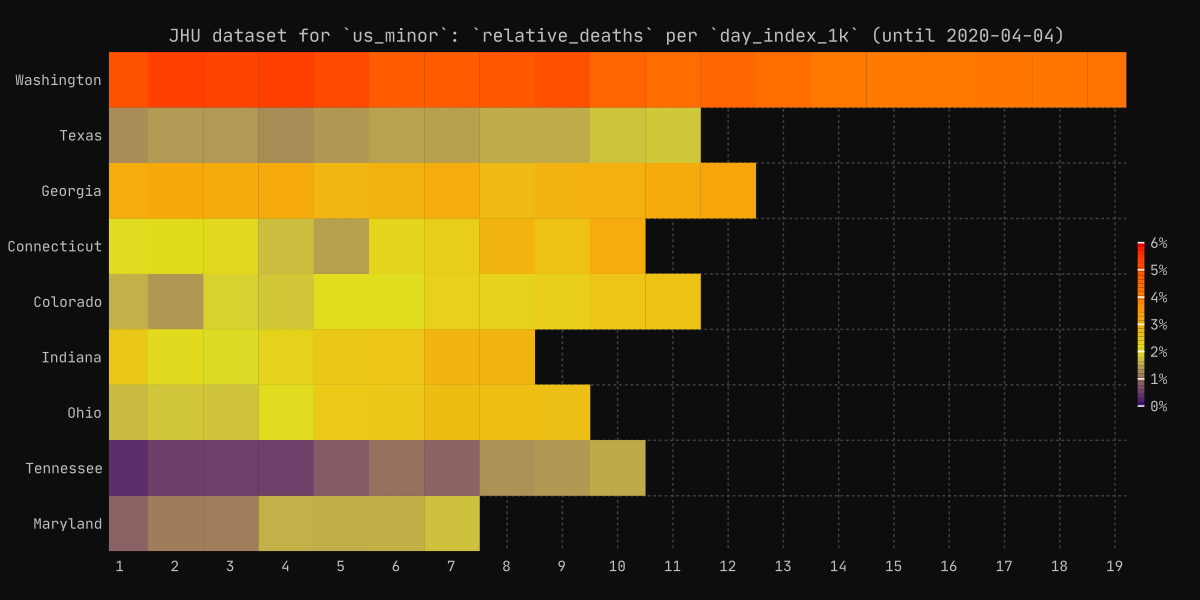 JHU dataset for `us_minor`: `relative_deaths` per `day_index_1k` (until 2020-04-04)
Washington
Texas
Georgia
Connecticut
Colorado
Indiana
Ohio
Tennessee
Maryland
1 2 3 4 5 6 7 8 9 10 11 12 13 14 15 16 17 18 19
6%
5%
4%
3%
2%
1%
0%